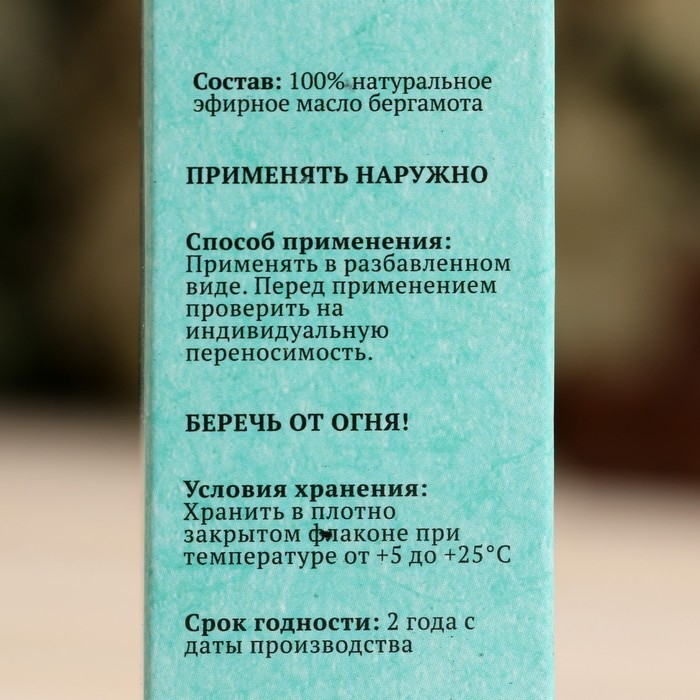 Состав: 100% натуральное
эфирное масло бергамота
ПРИМЕНЯТЬ НАРУЖНО
Способ применения:
Применять в разбавленном
виде. Перед применением
проверить на
индивидуальную
переносимость.
БЕРЕЧЬ ОТ ОГНЯ!
Условия хранения:
Хранить в плотно
закрытом флаконе при
температуре от +5 до +25°С
Срок годности: 2 года с
даты производства